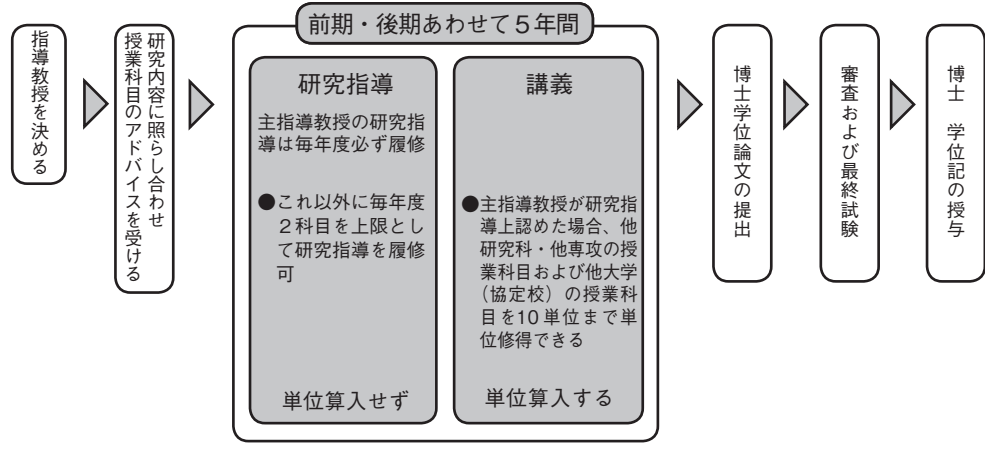 指導教授を決める
研究内容に照らし合わせ
授業科目のアドバイスを受ける
前期・後期あわせて5年間
研究指導
主指導教授の研究指
導は毎年度必ず履修
●これ以外に毎年度
2科目を上限とし
て研究指導を履修
可
単位算入せず
講義
●主指導教授が研究指
導上認めた場合、他
研究科・他専攻の授
業科目および他大学
(協定校)の授業科
目を10単位まで単
位修得できる
単位算入する
博士学位論文の提出
審査および最終試験
博士 学位記の授与